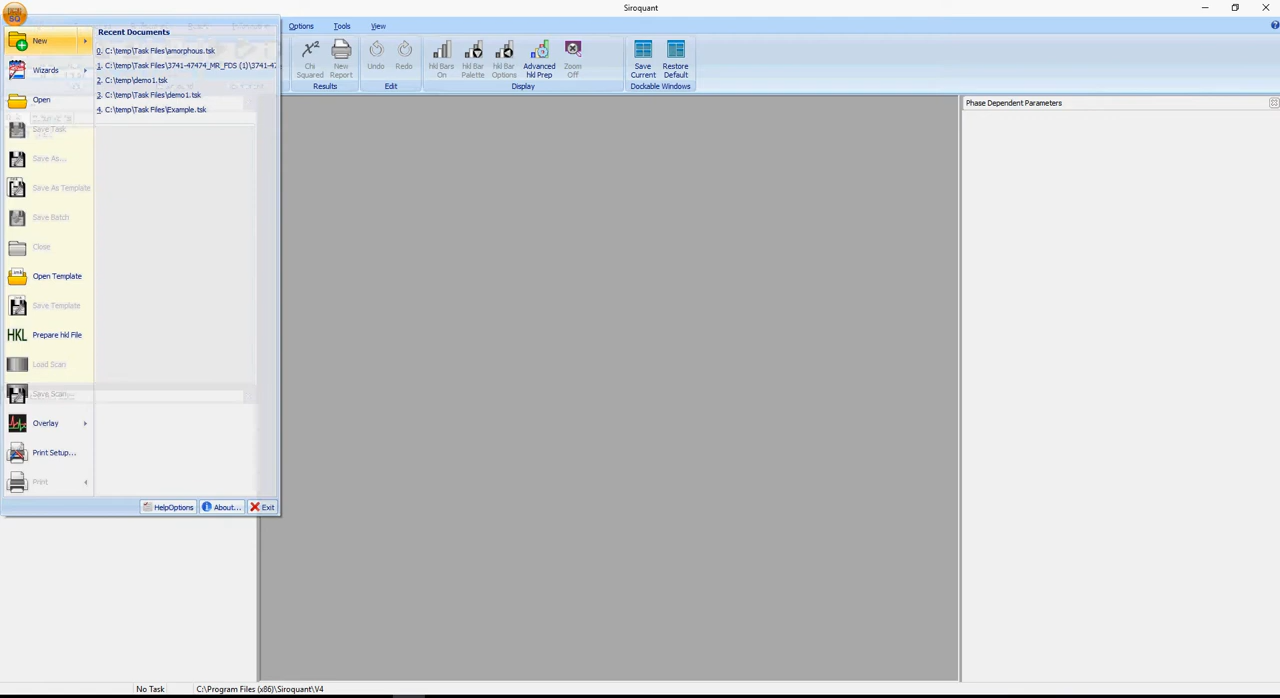 Siroquant
Options Tools View
New
Wizards
Open
Save Task
Save As...
Save As Template
Save Batch
Close
Open Template
Save Template
HKL Prepare hkl File
Load Scan
Save Scan...
Overlay
Print Setup...
Print
Recent Documents
0. C:\temp\Task Files\amorphous.tsk
1. C:\temp\Task Files\3741-47474_MR_FDS (1)\3741-47
2. C:\temp\demo1.tsk
3. C:\temp\Task Files\demo1.tsk
4. C:\temp\Task Files\Example.tsk
HelpOptions About... Exit
X²
Chi Squared
New Report
Results
Undo
Redo
Edit
hkl Bars On
hkl Bar Palette
hkl Bar Options
Advanced hkl Prep
Zoom Off
Display
Save Current
Restore Default
Dockable Windows
Phase Dependent Parameters
No Task C:\Program Files (x86)\Siroquant\V4